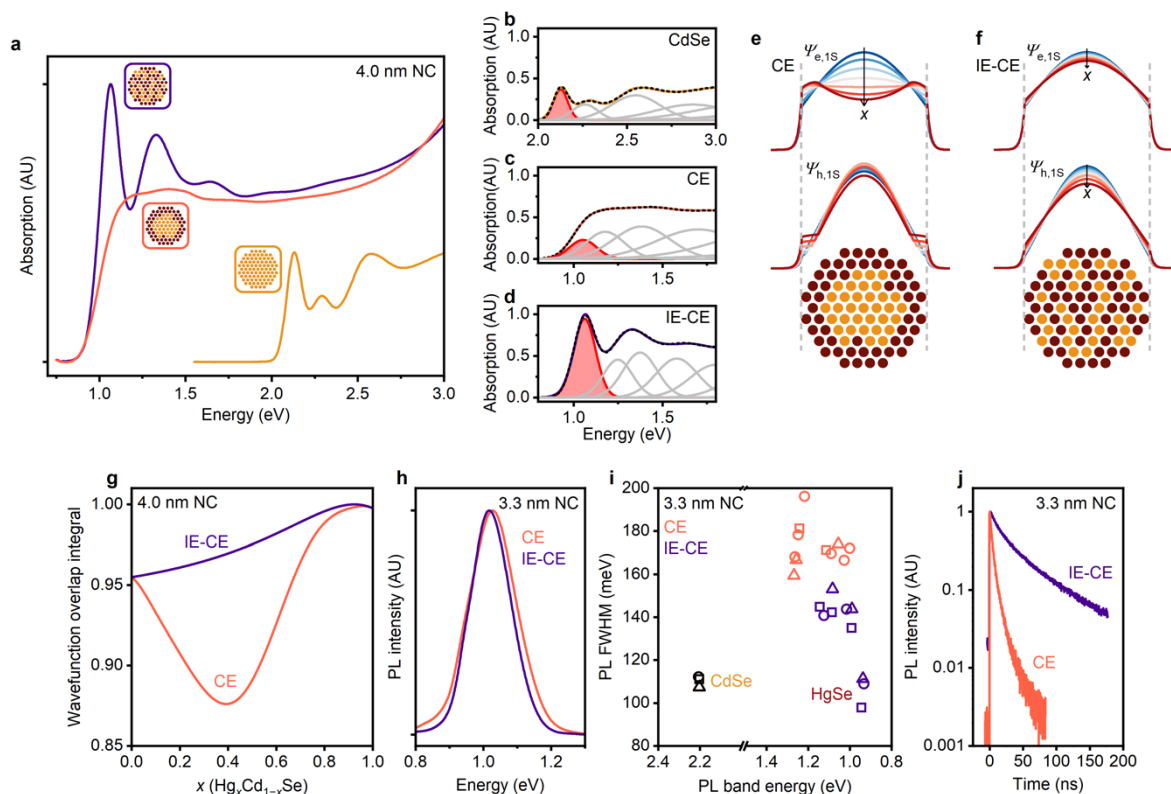 a
4.0 nm NC
Absorption (AU)
1.0 1.5 2.0 2.5 3.0
Energy (eV)
b
CdSe
Absorption (AU)
0.0 0.5 1.0
2.0 2.5 3.0
c
CE
Absorption(AU)
0.0 0.5 1.0
1.0 1.5
d
IE-CE
Absorption (AU)
0.0 0.5 1.0
1.0 1.5
Energy (eV)
e
CE
Ψe,1S
x
Ψh,1S
f
IE-CE
Ψe,1S
x
Ψh,1S
x
g
4.0 nm NC
IE-CE
CE
Wavefunction overlap integral
0.85 0.90 0.95 1.00
0.0 0.2 0.4 0.6 0.8 1.0
x (HgxCd1−xSe)
h
3.3 nm NC
CE
IE-CE
PL intensity (AU)
0.8 1.0 1.2
Energy (eV)
i
3.3 nm NC
CE
IE-CE
CdSe
HgSe
PL FWHM (meV)
80 100 120 140 160 180 200
2.4 2.2 1.4 1.2 1.0 0.8
PL band energy (eV)
j
3.3 nm NC
IE-CE
CE
PL intensity (AU)
0.001 0.01 0.1 1
0 50 100 150 200
Time (ns)